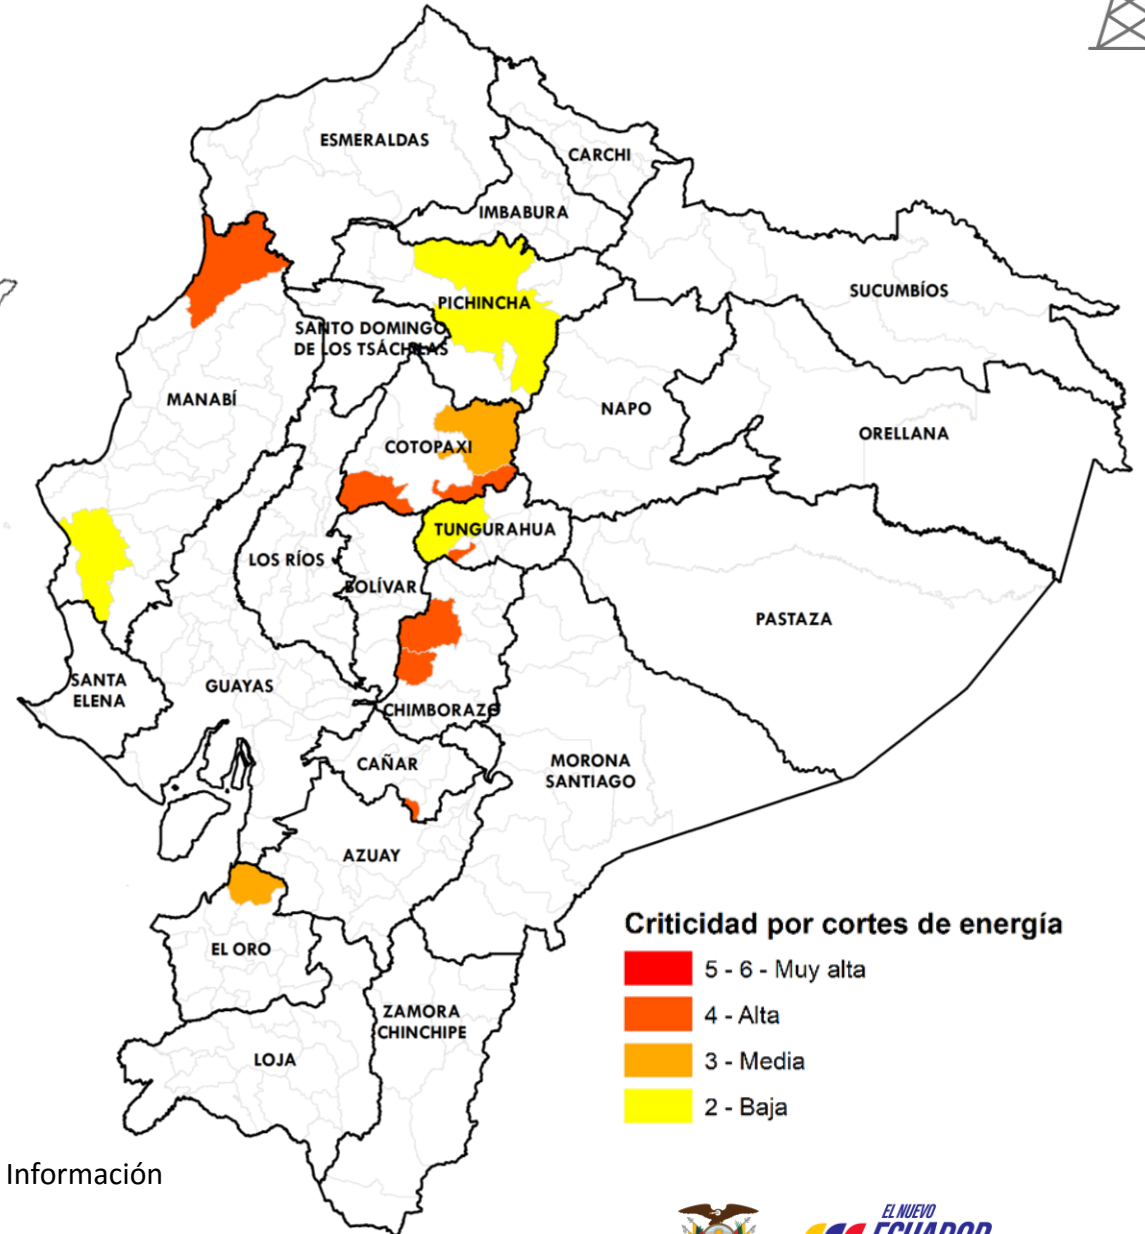 ESMERALDAS
CARCHI
IMBABURA
SUCUMBÍOS
PICHINCHA
SANTO DOMINGO
DE LOS TSÁCHILAS
MANABÍ
NAPO
ORELLANA
COTOPAXI
TUNGURAHUA
LOS RÍOS
BOLÍVAR
PASTAZA
SANTA
ELENA
GUAYAS
CHIMBORAZO
CAÑAR
MORONA
SANTIAGO
AZUAY
EL ORO
ZAMORA
CHINCHIPE
LOJA
Criticidad por cortes de energía
5 - 6 - Muy alta
4 - Alta
3 - Media
2 - Baja
Información
EL NUEVO
ECUADOR